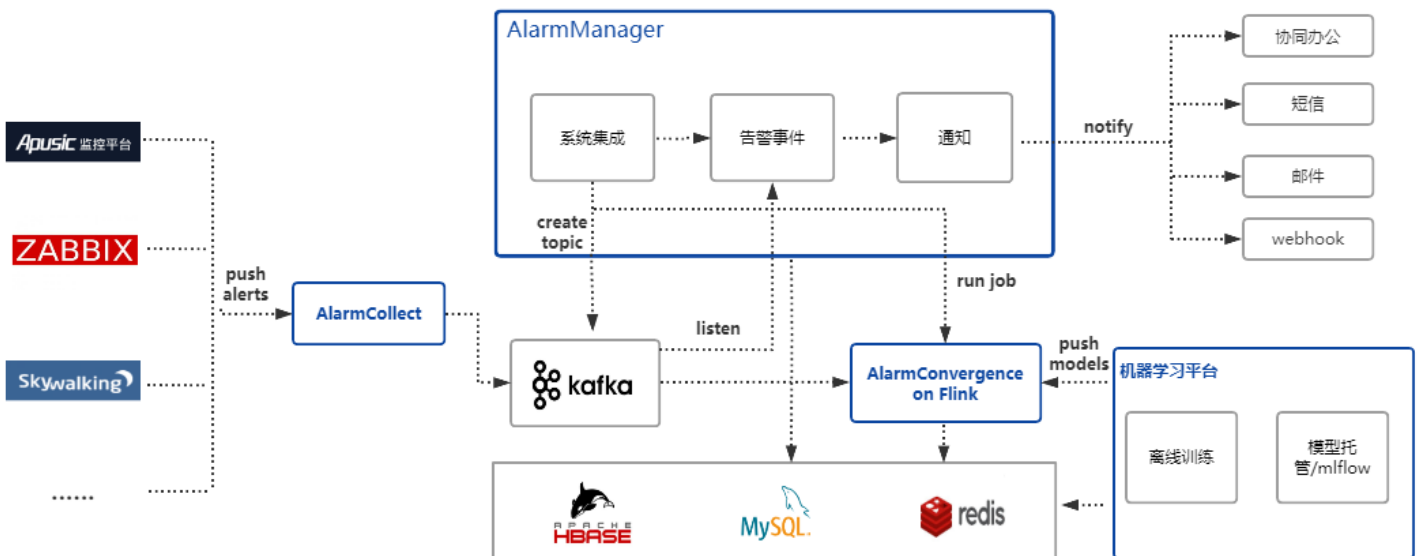 AlarmManager
系统集成
告警事件
通知
create
topic
notify
协同办公
短信
邮件
webhook
Apusic 监控平台
ZABBIX
Skywalking
......
push
alerts
AlarmCollect
kafka
listen
run job
AlarmConvergence
on Flink
push
models
机器学习平台
离线训练
模型托
管/mlflow
APACHE
HBASE
MySQL
redis